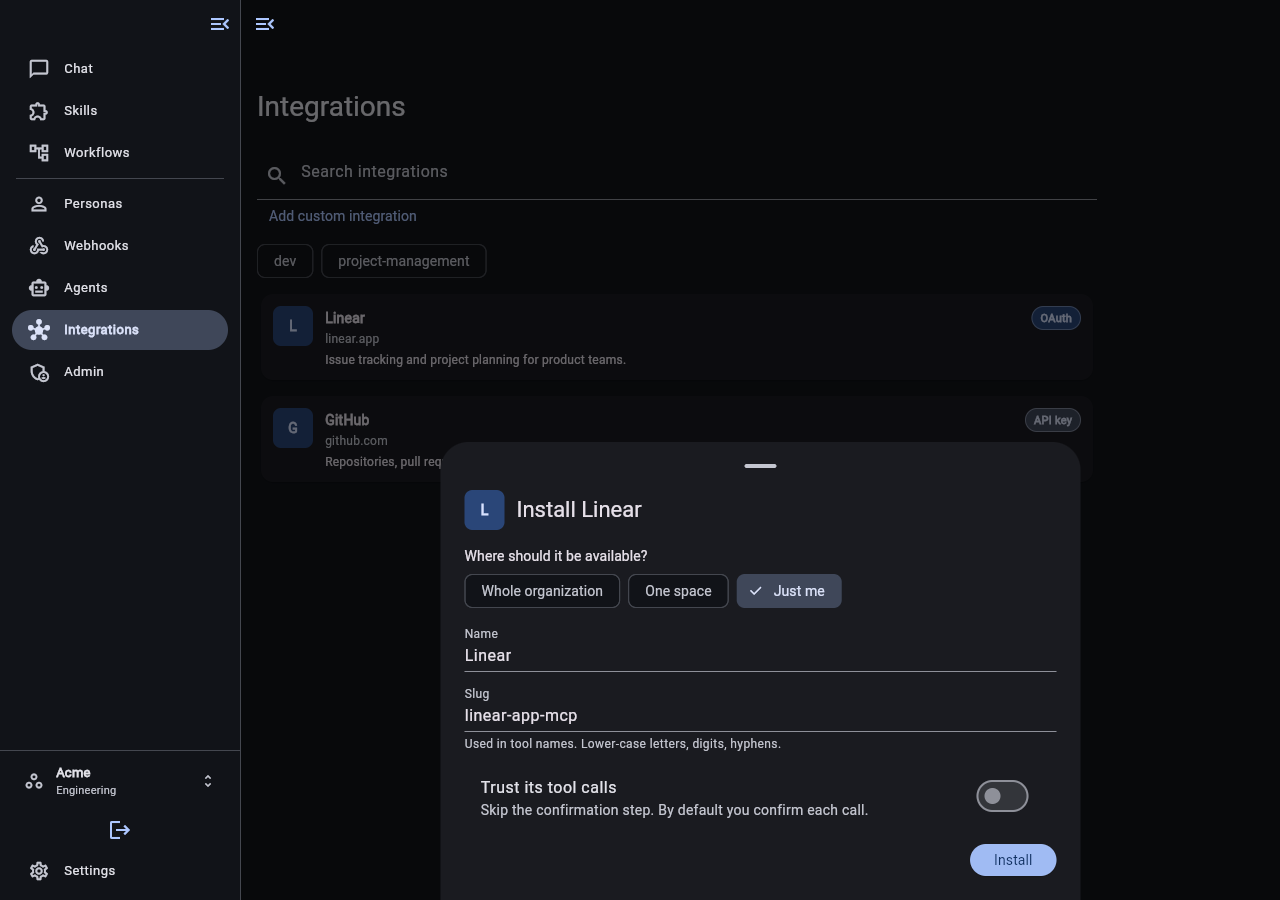 Chat
Skills
Workflows
Personas
Webhooks
Agents
Integrations
Admin
Acme
Engineering
Settings
Integrations
Search integrations
Add custom integration
dev
project-management
L
Linear
OAuth
linear.app
Issue tracking and project planning for product teams.
G
GitHub
API key
github.com
Repositories, pull req
L
Install Linear
Where should it be available?
Whole organization
One space
Just me
Name
Linear
Slug
linear-app-mcp
Used in tool names. Lower-case letters, digits, hyphens.
Trust its tool calls
Skip the confirmation step. By default you confirm each call.
Install